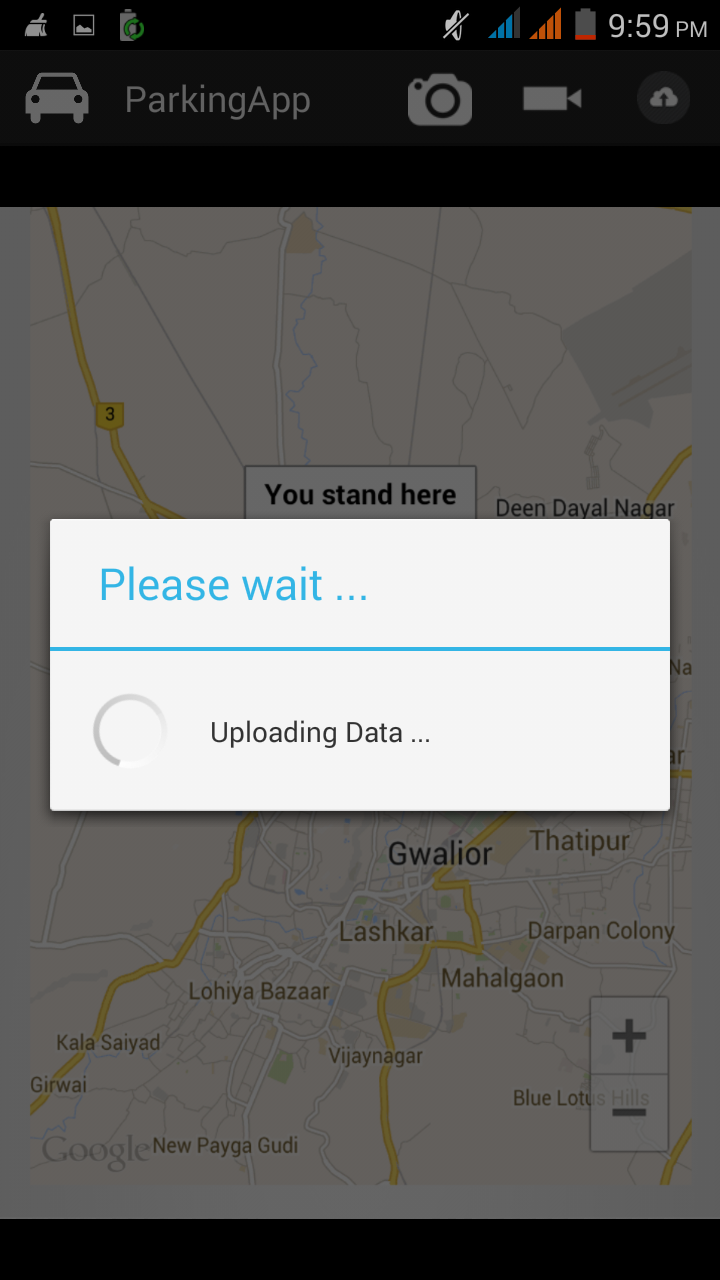 9:59 PM
ParkingApp
3
You stand here
Deen Dayal Nagar
Please wait ...
Na
Uploading Data ...
ar
Gwalior
Thatipur
Lashkar
Darpan Colony
Mahalgaon
Lohiya Bazaar
Kala Saiyad
Vijaynagar
Girwai
Blue Lotus Hills
Google
New Payga Gudi